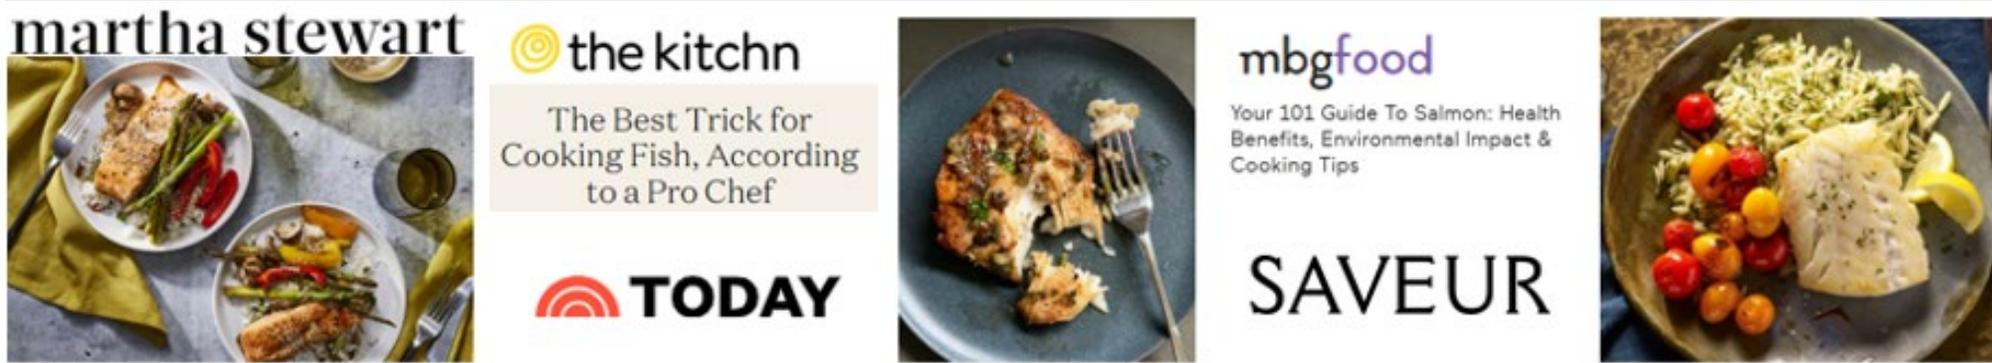 martha stewart
the kitchn
The Best Trick for
Cooking Fish, According
to a Pro Chef
TODAY
mbgfood
Your 101 Guide To Salmon: Health
Benefits, Environmental Impact &
Cooking Tips
SAVEUR